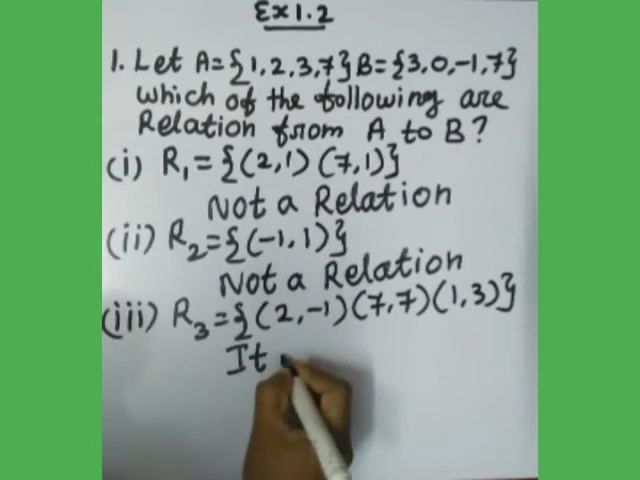 Ex 1.2
1. Let A={1,2,3,7} B={3,0,-1,7}
which of the following are
Relation from A to B?
(i) R₁={(2,1)(7,1)}
Not a Relation
(ii) R₂={(-1,1)}
Not a Relation
(iii) R₃={(2,-1)(7,7)(1,3)}
It